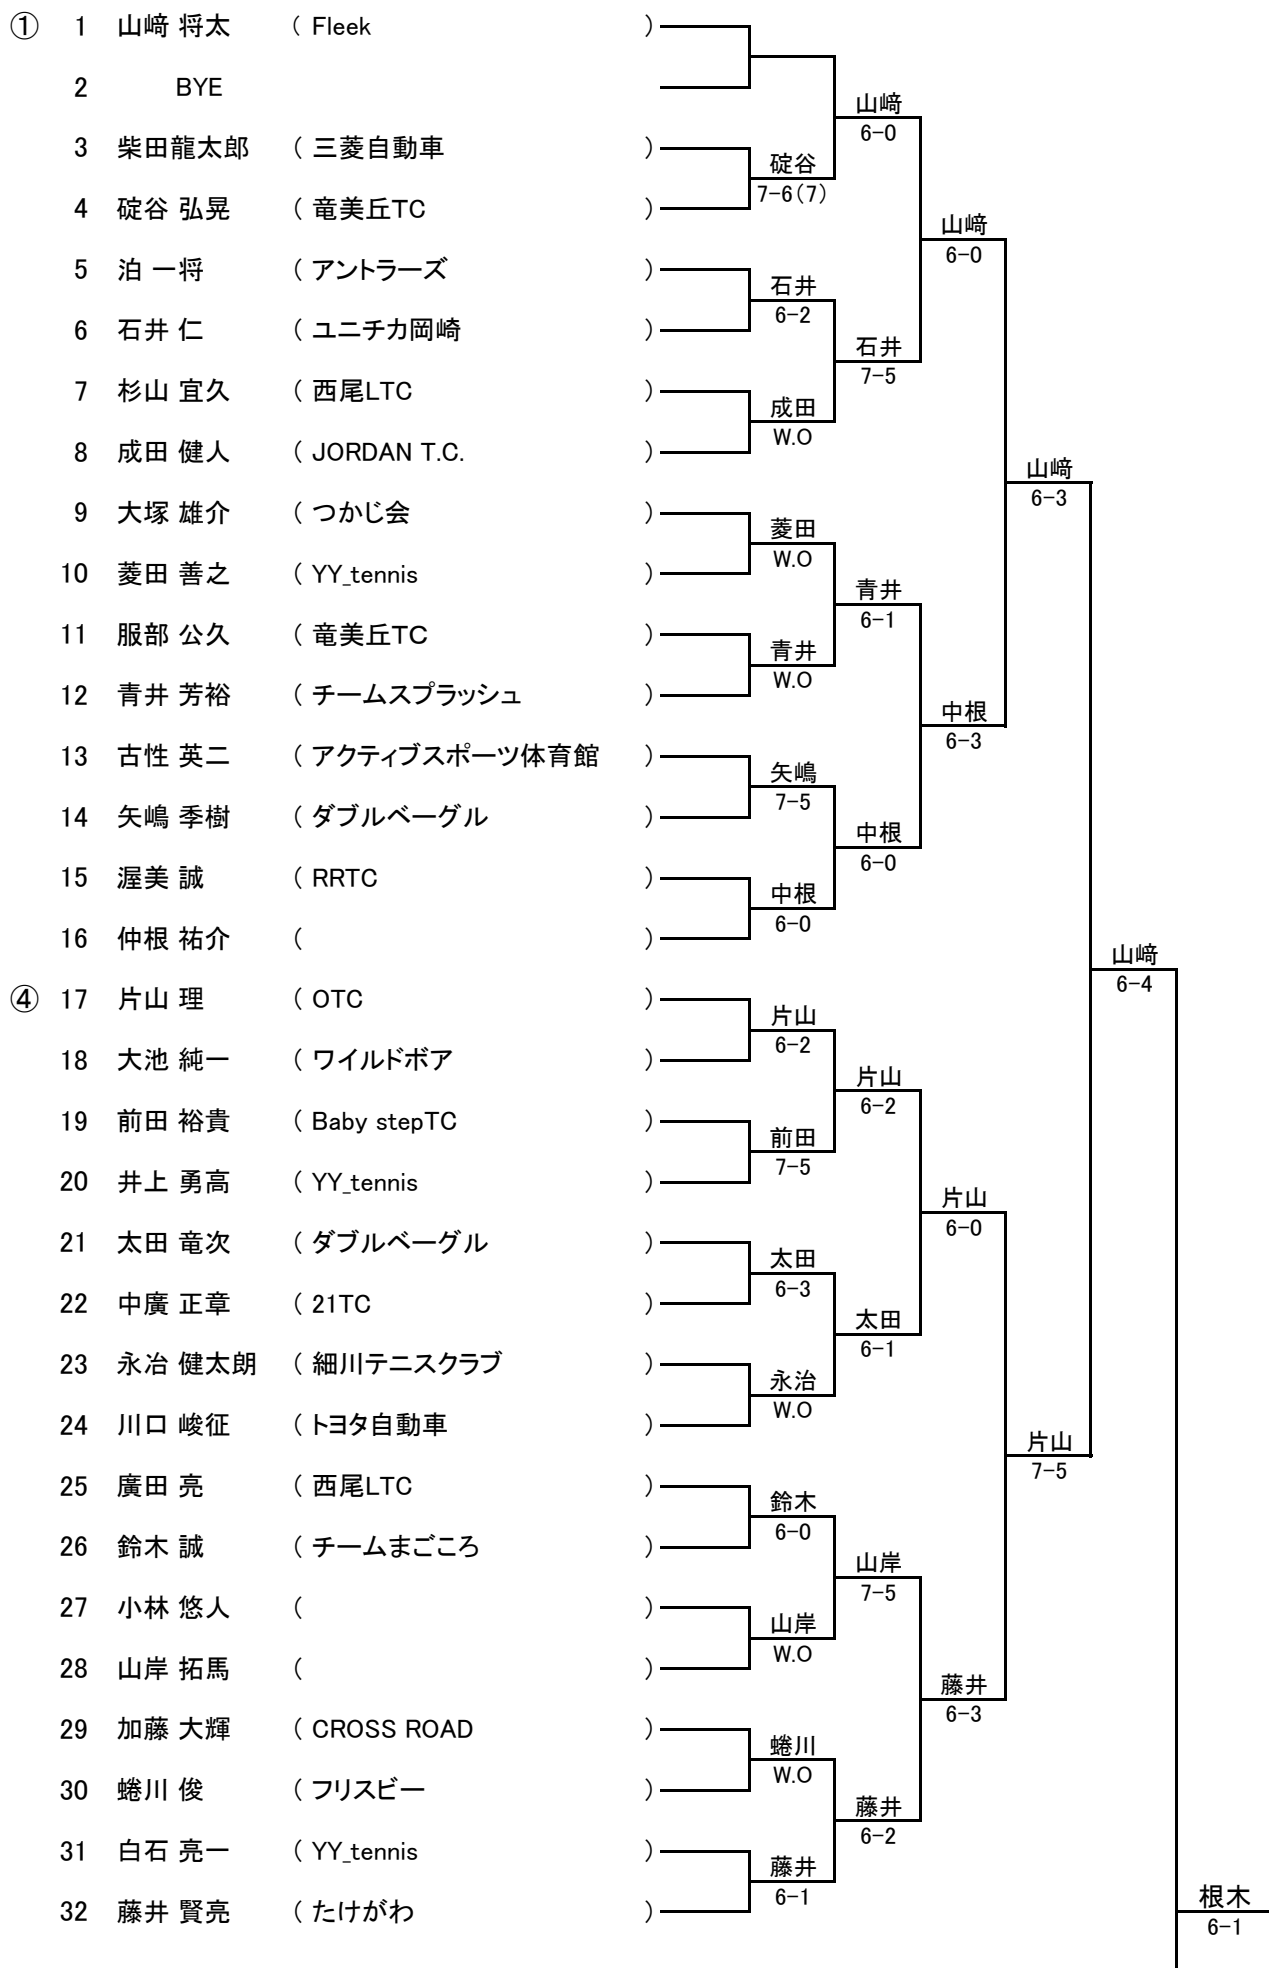 ① 1 山﨑 将太 ( Fleek )
2 BYE
山﨑
6-0
3 柴田龍太郎 ( 三菱自動車 )
碇谷
7-6(7)
4 碇谷 弘晃 ( 竜美丘TC )
山﨑
6-0
5 泊 一将 ( アントラーズ )
石井
6-2
6 石井 仁 ( ユニチカ岡崎 )
石井
7-5
7 杉山 宜久 ( 西尾LTC )
成田
W.O
8 成田 健人 ( JORDAN T.C. )
山﨑
6-3
9 大塚 雄介 ( つかじ会 )
菱田
W.O
10 菱田 善之 ( YY_tennis )
青井
6-1
11 服部 公久 ( 竜美丘TC )
青井
W.O
12 青井 芳裕 ( チームスプラッシュ )
中根
6-3
13 古性 英二 ( アクティブスポーツ体育館 )
矢嶋
7-5
14 矢嶋 季樹 ( ダブルベーグル )
中根
6-0
15 渥美 誠 ( RRTC )
中根
6-0
16 仲根 祐介 ( )
山﨑
6-4
④ 17 片山 理 ( OTC )
片山
6-2
18 大池 純一 ( ワイルドボア )
片山
6-2
19 前田 裕貴 ( Baby stepTC )
前田
7-5
20 井上 勇高 ( YY_tennis )
片山
6-0
21 太田 竜次 ( ダブルベーグル )
太田
6-3
22 中廣 正章 ( 21TC )
太田
6-1
23 永冶 健太朗 ( 細川テニスクラブ )
永治
W.O
24 川口 峻征 ( トヨタ自動車 )
片山
7-5
25 廣田 亮 ( 西尾LTC )
鈴木
6-0
26 鈴木 誠 ( チームまごころ )
山岸
7-5
27 小林 悠人 ( )
山岸
W.O
28 山岸 拓馬 ( )
藤井
6-3
29 加藤 大輝 ( CROSS ROAD )
蜷川
W.O
30 蜷川 俊 ( フリスビー )
藤井
6-2
31 白石 亮一 ( YY_tennis )
藤井
6-1
32 藤井 賢亮 ( たけがわ )
根木
6-1